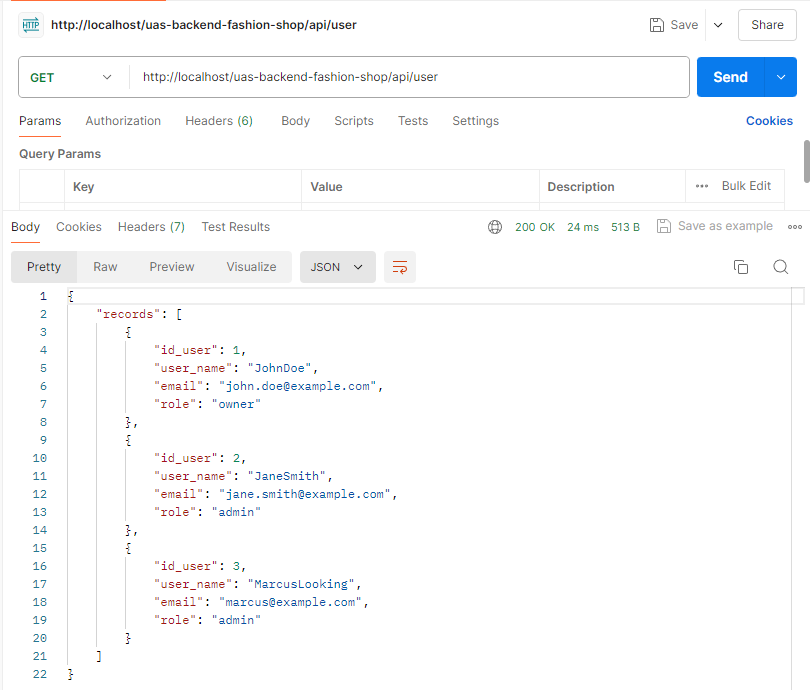 HTTP http://localhost/uas-backend-fashion-shop/api/user Save Share
GET http://localhost/uas-backend-fashion-shop/api/user Send
Params Authorization Headers (6) Body Scripts Tests Settings Cookies
Query Params
Key Value Description ••• Bulk Edit
Body Cookies Headers (7) Test Results 200 OK 24 ms 513 B Save as example
Pretty Raw Preview Visualize JSON
1 {
2 "records": [
3 {
4 "id_user": 1,
5 "user_name": "JohnDoe",
6 "email": "john.doe@example.com",
7 "role": "owner"
8 },
9 {
10 "id_user": 2,
11 "user_name": "JaneSmith",
12 "email": "jane.smith@example.com",
13 "role": "admin"
14 },
15 {
16 "id_user": 3,
17 "user_name": "MarcusLooking",
18 "email": "marcus@example.com",
19 "role": "admin"
20 }
21 ]
22 }